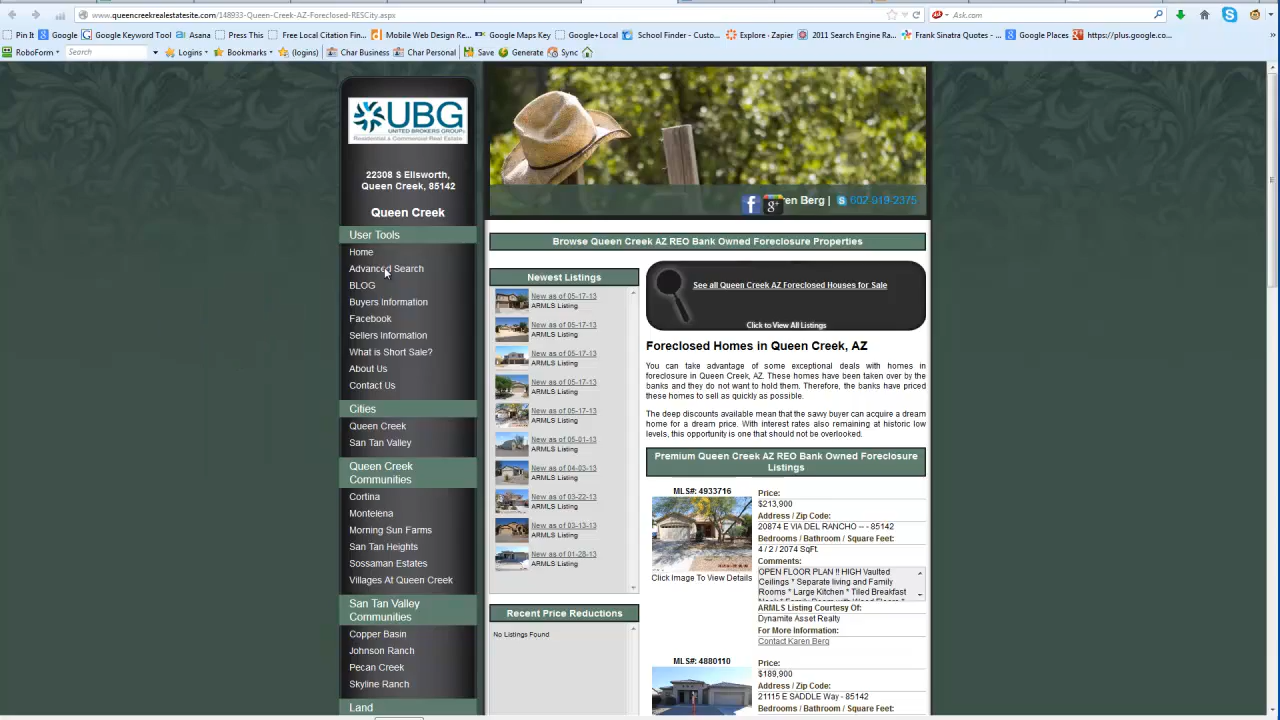 www.queencreekrealestatesite.com/148933-Queen-Creek-AZ-Foreclosed-RESCity.aspx
Ask.com
Pin It Google Google Keyword Tool Asana Press This Free Local Citation Fin... Mobile Web Design Re... Google Maps Key Google+Local School Finder - Custo... Explore - Zapier 2011 Search Engine Ra... Frank Sinatra Quotes - ... Google Places https://plus.google.co...
RoboForm Search Logins Bookmarks (logins) Char Business Char Personal Save Generate Sync
UBG
UNITED BROKERS GROUP
Residential & Commercial Real Estate
22308 S Ellsworth,
Queen Creek, 85142
Queen Creek
User Tools
Home
Advanced Search
BLOG
Buyers Information
Facebook
Sellers Information
What is Short Sale?
About Us
Contact Us
Cities
Queen Creek
San Tan Valley
Queen Creek
Communities
Cortina
Montelena
Morning Sun Farms
San Tan Heights
Sossaman Estates
Villages At Queen Creek
San Tan Valley
Communities
Copper Basin
Johnson Ranch
Pecan Creek
Skyline Ranch
Land
ren Berg | 602-019-2375
Browse Queen Creek AZ REO Bank Owned Foreclosure Properties
Newest Listings
New as of 05-17-13
ARMLS Listing
New as of 05-17-13
ARMLS Listing
New as of 05-17-13
ARMLS Listing
New as of 05-17-13
ARMLS Listing
New as of 05-17-13
ARMLS Listing
New as of 05-01-13
ARMLS Listing
New as of 04-03-13
ARMLS Listing
New as of 03-22-13
ARMLS Listing
New as of 03-13-13
ARMLS Listing
New as of 01-28-13
ARMLS Listing
Recent Price Reductions
No Listings Found
See all Queen Creek AZ Foreclosed Houses for Sale
Click to View All Listings
Foreclosed Homes in Queen Creek, AZ
You can take advantage of some exceptional deals with homes in
foreclosure in Queen Creek, AZ. These homes have been taken over by the
banks and they do not want to hold them. Therefore, the banks have priced
these homes to sell as quickly as possible.
The deep discounts available mean that the savvy buyer can acquire a dream
home for a dream price. With interest rates also remaining at historic low
levels, this opportunity is one that should not be overlooked.
Premium Queen Creek AZ REO Bank Owned Foreclosure
Listings
MLS#: 4933716
Click Image To View Details
Price:
$213,900
Address / Zip Code:
20874 E VIA DEL RANCHO -- - 85142
Bedrooms / Bathroom / Square Feet:
4 / 2 / 2074 SqFt.
Comments:
OPEN FLOOR PLAN !! HIGH Vaulted
Ceilings * Separate living and Family
Rooms * Large Kitchen * Tiled Breakfast
ARMLS Listing Courtesy Of:
Dynamite Asset Realty
For More Information:
Contact Karen Berg
MLS#: 4880110
Price:
$189,900
Address / Zip Code:
21115 E SADDLE Way - 85142
Bedrooms / Bathroom / Square Feet: